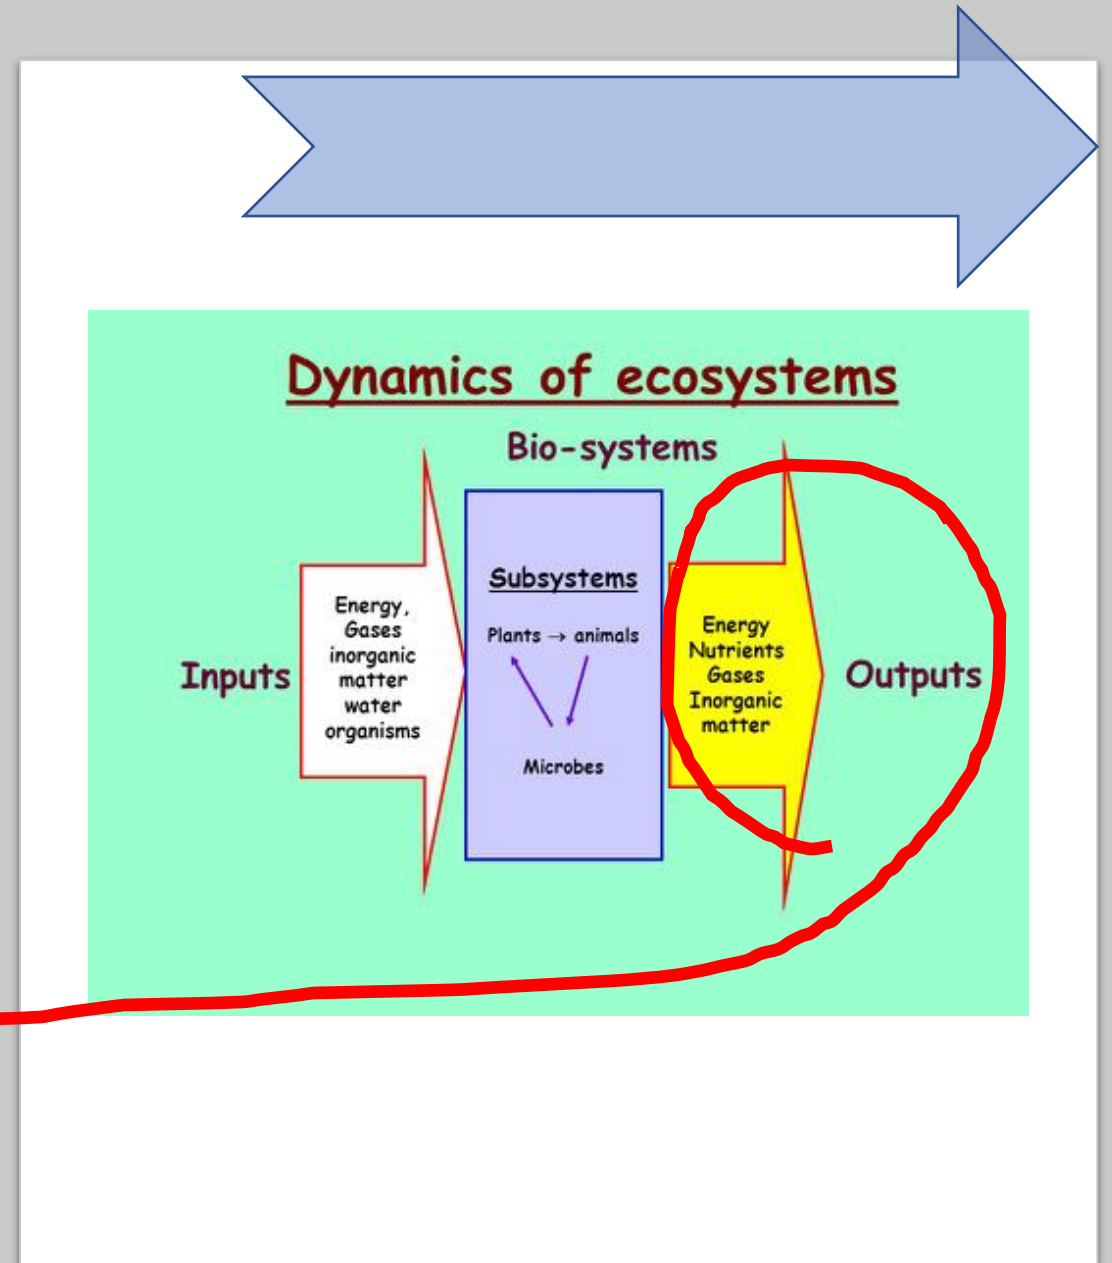 Dynamics of ecosystems
Bio-systems
Inputs
Energy,
Gases
inorganic
matter
water
organisms
Subsystems
Plants → animals
Microbes
Energy
Nutrients
Gases
Inorganic
matter
Outputs